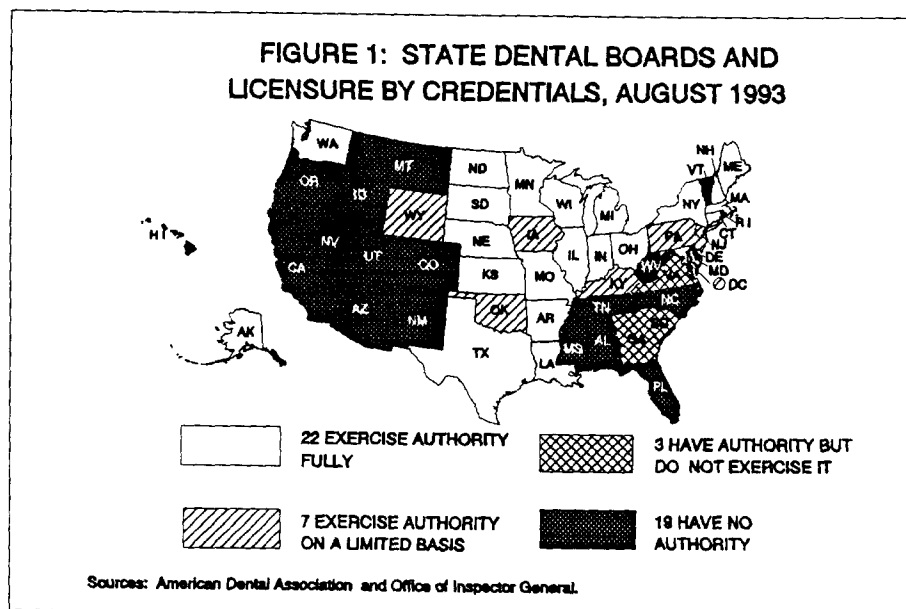 FIGURE 1: STATE DENTAL BOARDS AND
LICENSURE BY CREDENTIALS, AUGUST 1993
WA
MT
ND
MN
OR
ID
WY
SD
WI
MI
NH
VT
ME
NY
MA
RI
CT
NJ
DE
MD
DC
HI
NV
UT
CO
NE
IA
IL
IN
OH
PA
WV
CA
KS
MO
KY
AZ
NM
OK
AR
TN
NC
AK
TX
LA
MS
AL
FL
22 EXERCISE AUTHORITY
FULLY
3 HAVE AUTHORITY BUT
DO NOT EXERCISE IT
7 EXERCISE AUTHORITY
ON A LIMITED BASIS
19 HAVE NO
AUTHORITY
Sources: American Dental Association and Office of Inspector General.